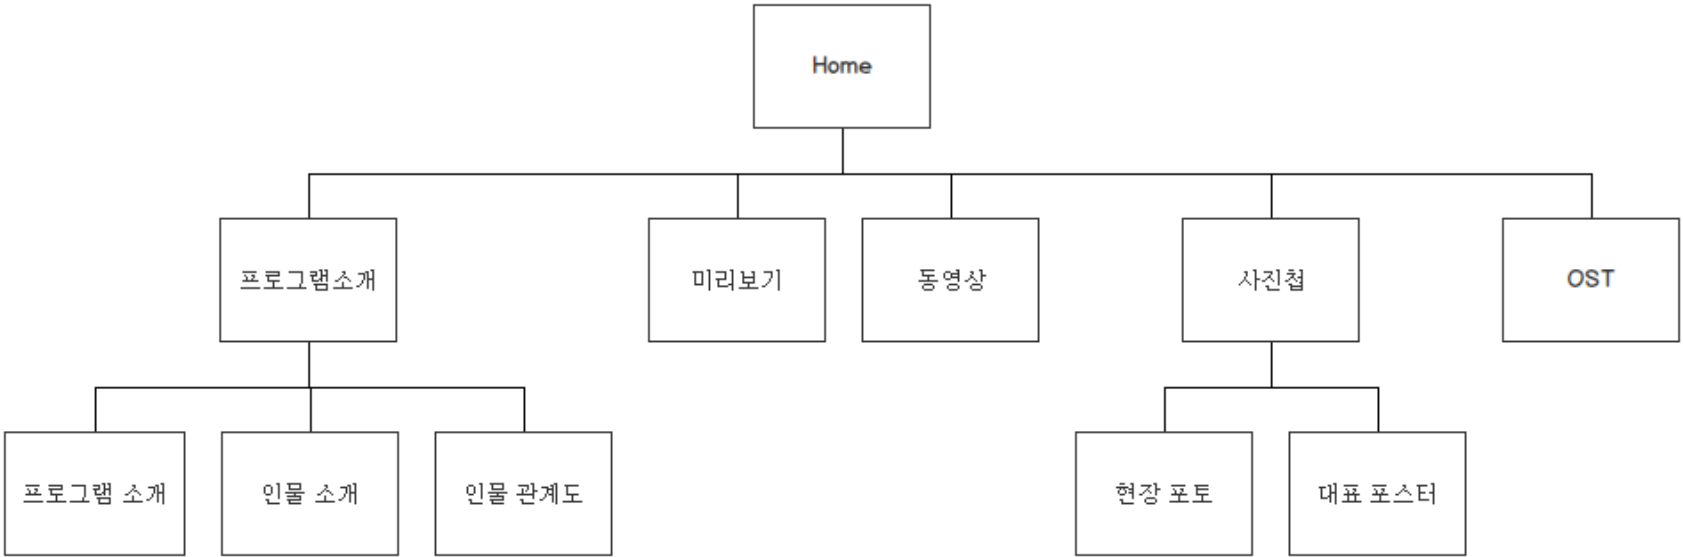 Home
프로그램소개
미리보기
동영상
사진첩
OST
프로그램 소개
인물 소개
인물 관계도
현장 포토
대표 포스터